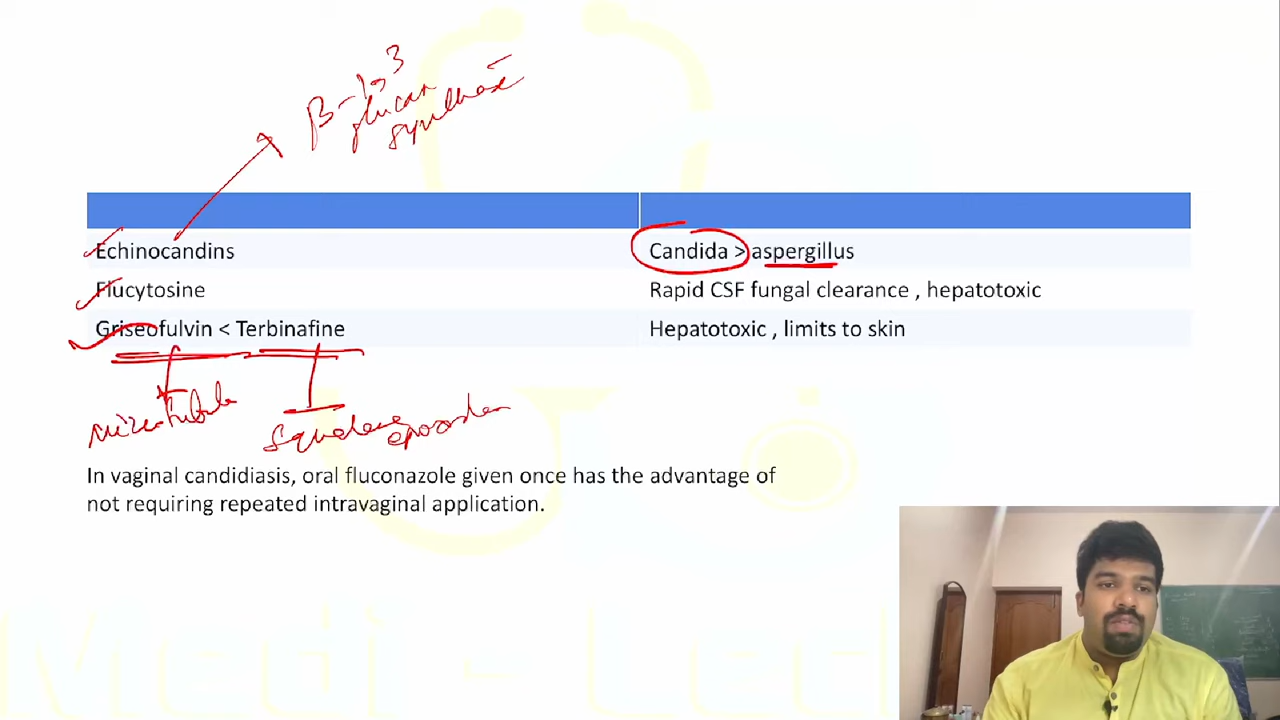 β-1,3
glucan
synthase
Echinocandins Candida > aspergillus
Flucytosine Rapid CSF fungal clearance , hepatotoxic
Griseofulvin < Terbinafine Hepatotoxic , limits to skin
microtubule
Squalene
epoxidase
In vaginal candidiasis, oral fluconazole given once has the advantage of
not requiring repeated intravaginal application.
Medi - Lect